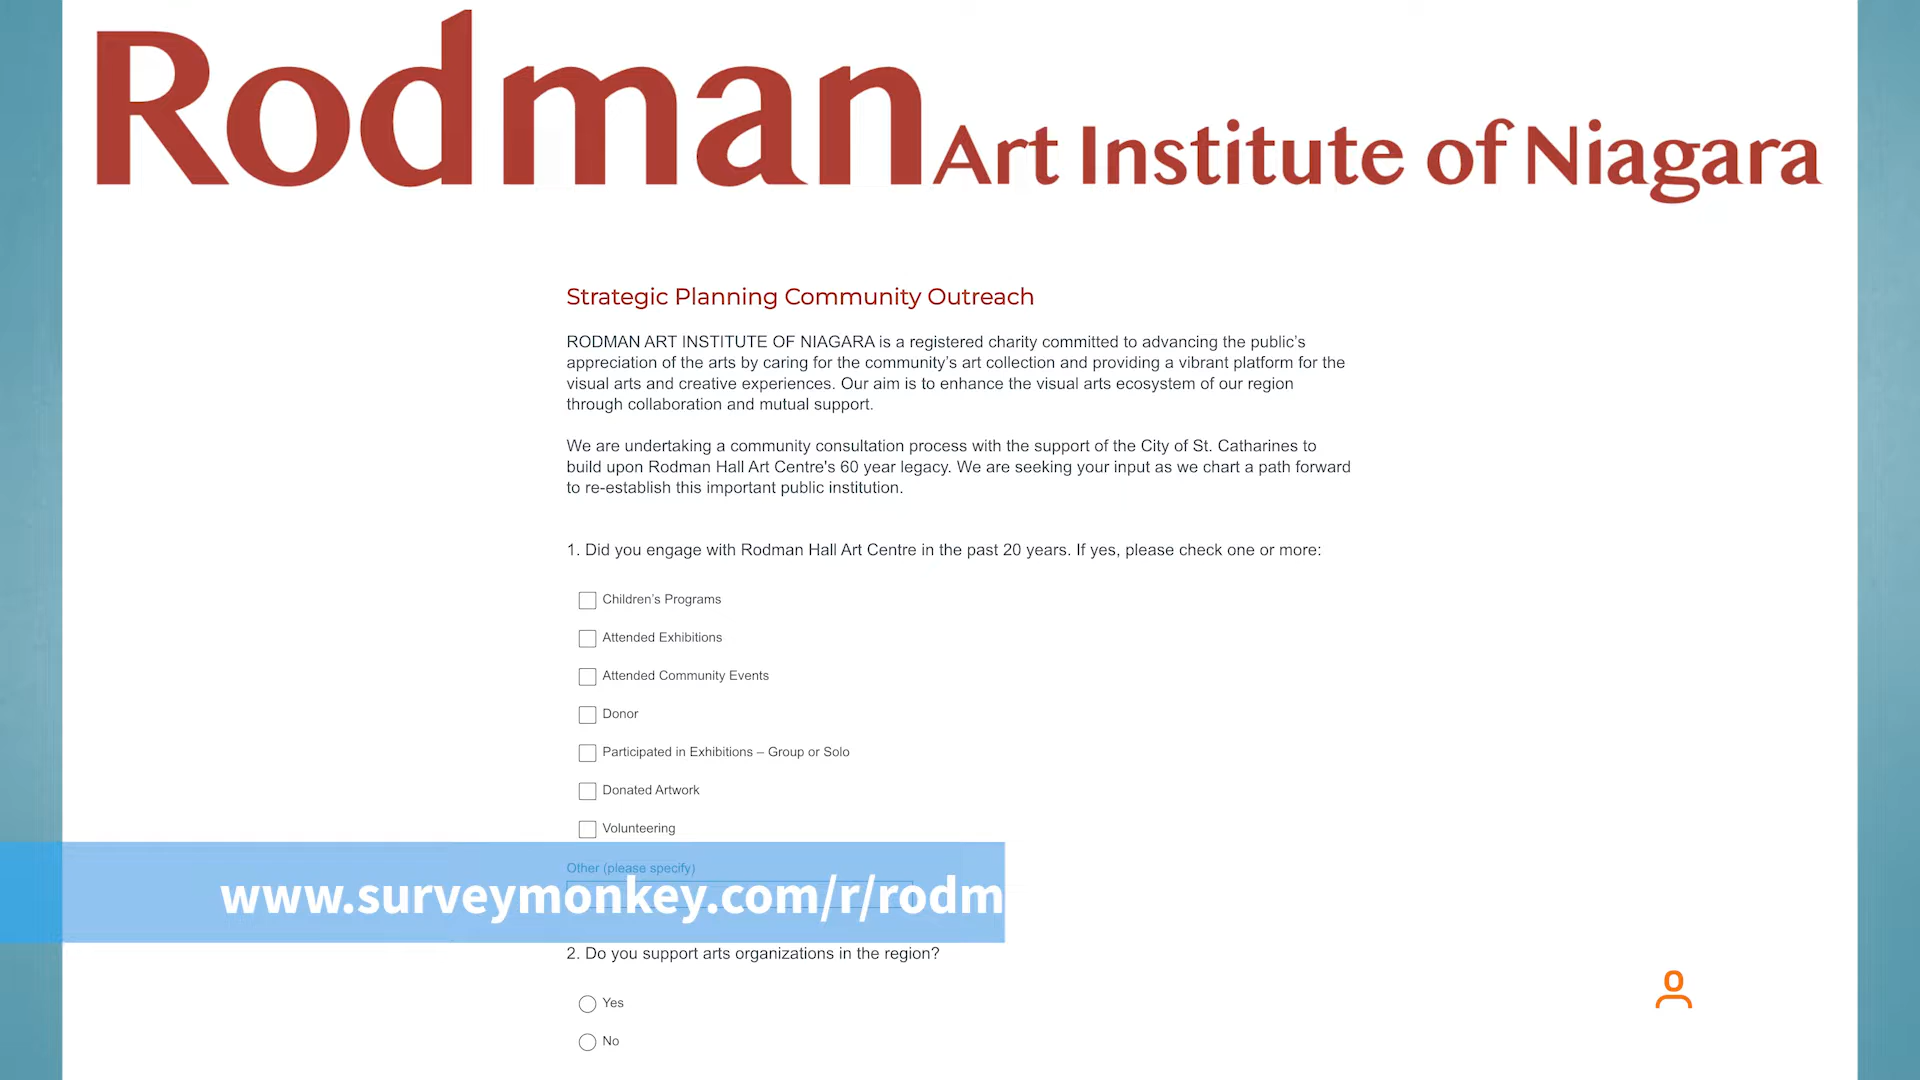 Rodman Art Institute of Niagara
Strategic Planning Community Outreach
RODMAN ART INSTITUTE OF NIAGARA is a registered charity committed to advancing the public’s
appreciation of the arts by caring for the community’s art collection and providing a vibrant platform for the
visual arts and creative experiences. Our aim is to enhance the visual arts ecosystem of our region
through collaboration and mutual support.
We are undertaking a community consultation process with the support of the City of St. Catharines to
build upon Rodman Hall Art Centre's 60 year legacy. We are seeking your input as we chart a path forward
to re-establish this important public institution.
1. Did you engage with Rodman Hall Art Centre in the past 20 years. If yes, please check one or more:
Children’s Programs
Attended Exhibitions
Attended Community Events
Donor
Participated in Exhibitions – Group or Solo
Donated Artwork
Volunteering
Other (please specify)
www.surveymonkey.com/r/rodm
2. Do you support arts organizations in the region?
Yes
No